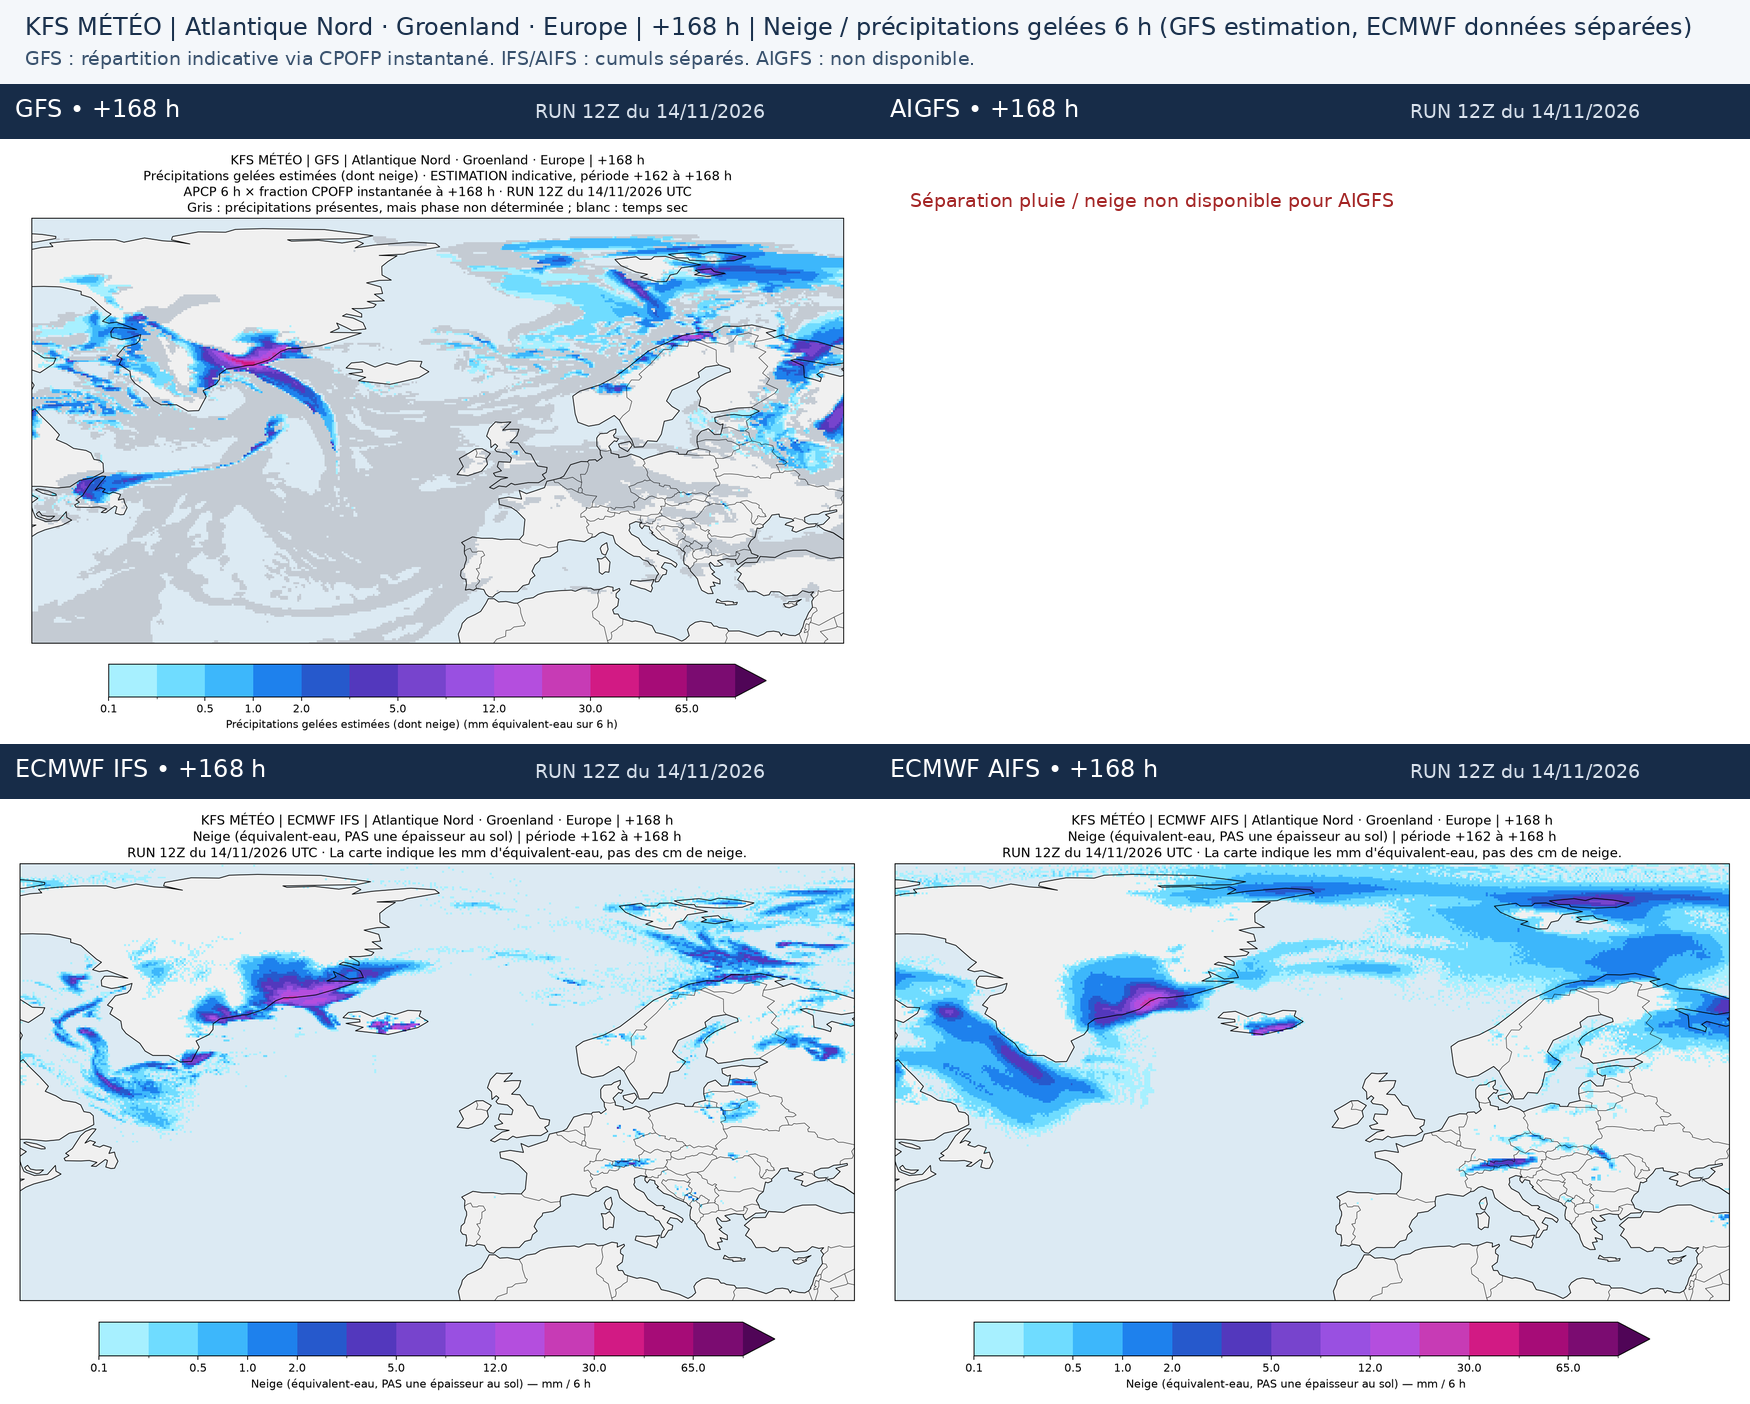 KFS MÉTÉO | Atlantique Nord · Groenland · Europe | +168 h | Neige / précipitations gelées 6 h (GFS estimation, ECMWF données séparées)
GFS : répartition indicative via CPOFP instantané. IFS/AIFS : cumuls séparés. AIGFS : non disponible.
GFS • +168 h
RUN 12Z du 14/11/2026
AIGFS • +168 h
RUN 12Z du 14/11/2026
KFS MÉTÉO | GFS | Atlantique Nord · Groenland · Europe | +168 h
Précipitations gelées estimées (dont neige) · ESTIMATION indicative, période +162 à +168 h
APCP 6 h × fraction CPOFP instantanée à +168 h · RUN 12Z du 14/11/2026 UTC
Gris : précipitations présentes, mais phase non déterminée ; blanc : temps sec
Séparation pluie / neige non disponible pour AIGFS
0.1 0.5 1.0 2.0 5.0 12.0 30.0 65.0
Précipitations gelées estimées (dont neige) (mm équivalent-eau sur 6 h)
ECMWF IFS • +168 h
RUN 12Z du 14/11/2026
ECMWF AIFS • +168 h
RUN 12Z du 14/11/2026
KFS MÉTÉO | ECMWF IFS | Atlantique Nord · Groenland · Europe | +168 h
Neige (équivalent-eau, PAS une épaisseur au sol) | période +162 à +168 h
RUN 12Z du 14/11/2026 UTC · La carte indique les mm d'équivalent-eau, pas des cm de neige.
0.1 0.5 1.0 2.0 5.0 12.0 30.0 65.0
Neige (équivalent-eau, PAS une épaisseur au sol) — mm / 6 h
KFS MÉTÉO | ECMWF AIFS | Atlantique Nord · Groenland · Europe | +168 h
Neige (équivalent-eau, PAS une épaisseur au sol) | période +162 à +168 h
RUN 12Z du 14/11/2026 UTC · La carte indique les mm d'équivalent-eau, pas des cm de neige.
0.1 0.5 1.0 2.0 5.0 12.0 30.0 65.0
Neige (équivalent-eau, PAS une épaisseur au sol) — mm / 6 h